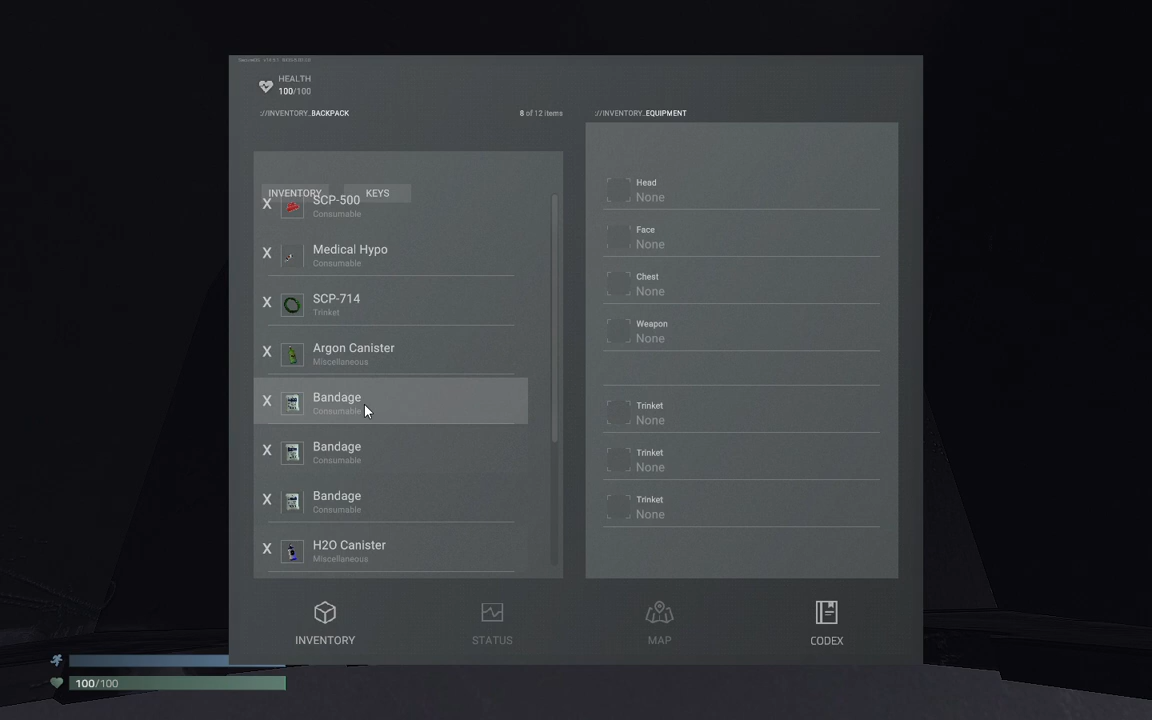 HEALTH
100/100
://INVENTORY_BACKPACK
8 of 12 items
://INVENTORY_EQUIPMENT
INVENTORY
KEYS
X
SCP-500
Consumable
X
Medical Hypo
Consumable
X
SCP-714
Trinket
X
Argon Canister
Miscellaneous
X
Bandage
Consumable
X
Bandage
Consumable
X
Bandage
Consumable
X
H2O Canister
Miscellaneous
Head
None
Face
None
Chest
None
Weapon
None
Trinket
None
Trinket
None
Trinket
None
INVENTORY
STATUS
MAP
CODEX
100/100